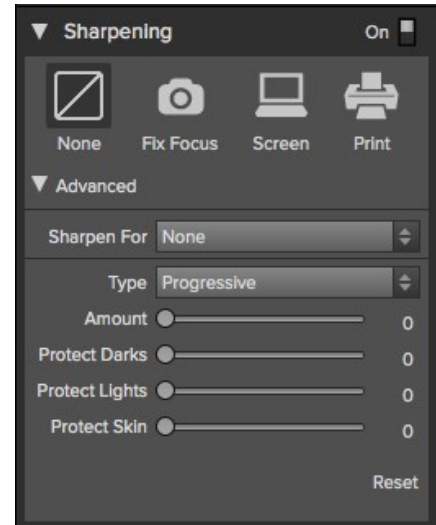 Sharpening On
None Fix Focus Screen Print
Advanced
Sharpen For None
Type Progressive
Amount 0
Protect Darks 0
Protect Lights 0
Protect Skin 0
Reset